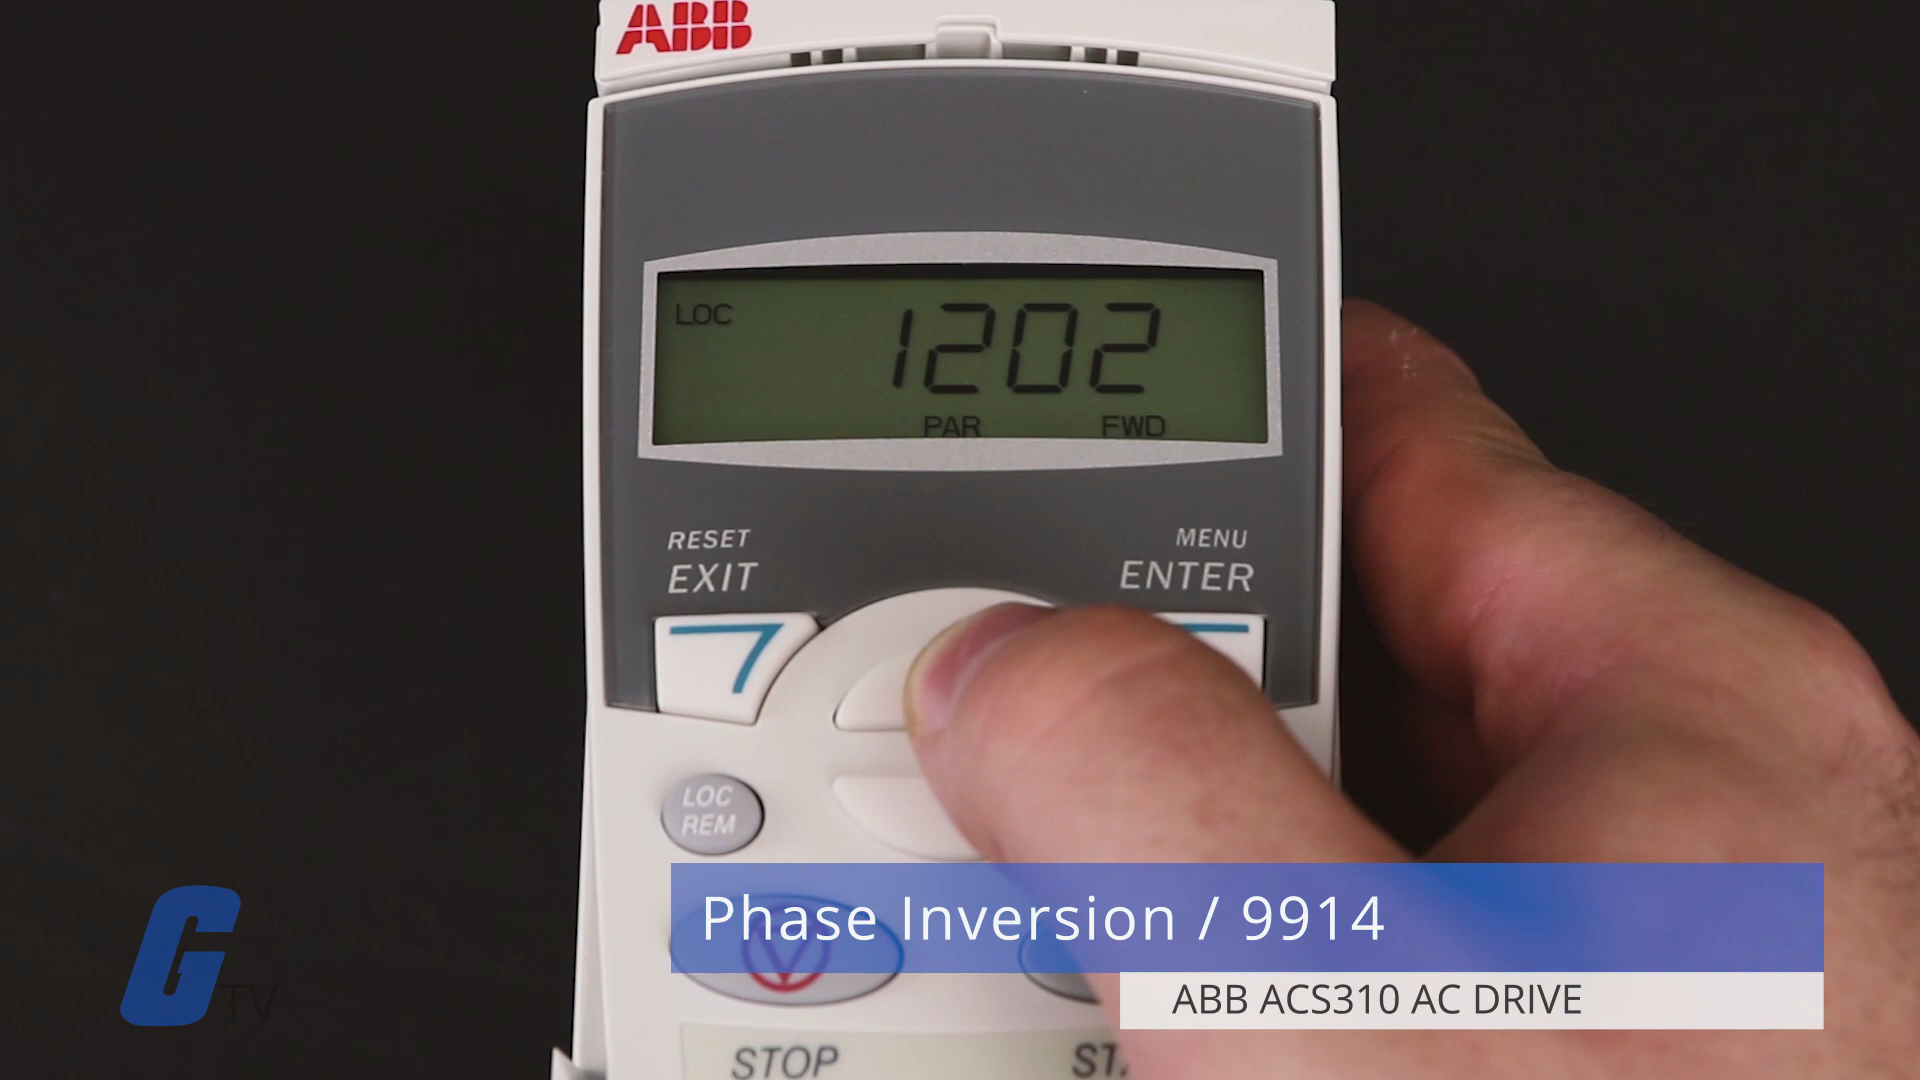 ABB
LOC
1202
PAR FWD
RESET
EXIT
MENU
ENTER
LOC
REM
Phase Inversion / 9914
ABB ACS310 AC DRIVE
G TV
STOP